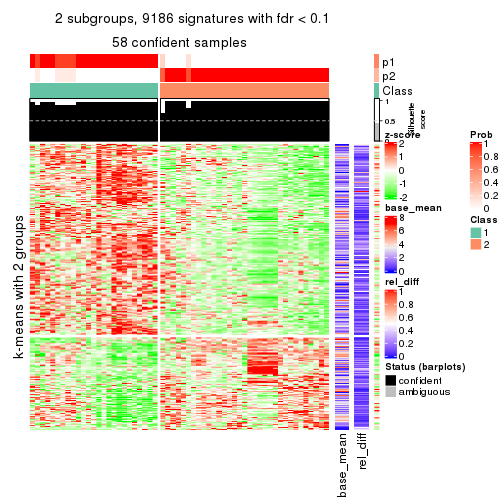 2 subgroups, 9186 signatures with fdr < 0.1
58 confident samples
p1
p2
Class
1
0.5
0
Silhouette
score
k-means with 2 groups
base_mean
rel_diff
z-score
2
1
0
-1
-2
base_mean
8
6
4
2
0
rel_diff
1
0.8
0.6
0.4
0.2
0
Status (barplots)
confident
ambiguous
Prob
1
0.8
0.6
0.4
0.2
0
Class
1
2